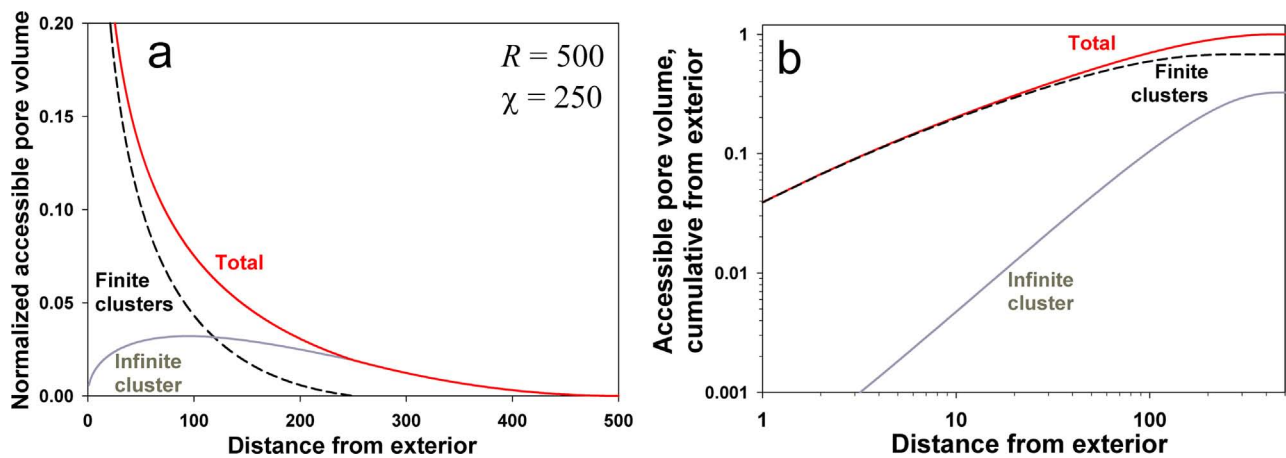 a
R = 500
χ = 250
Normalized accessible pore volume
0.20
0.15
0.10
0.05
0.00
Total
Finite
clusters
Infinite
cluster
0 100 200 300 400 500
Distance from exterior
b
Accessible pore volume,
cumulative from exterior
1
0.1
0.01
0.001
Total
Finite
clusters
Infinite
cluster
1 10 100
Distance from exterior